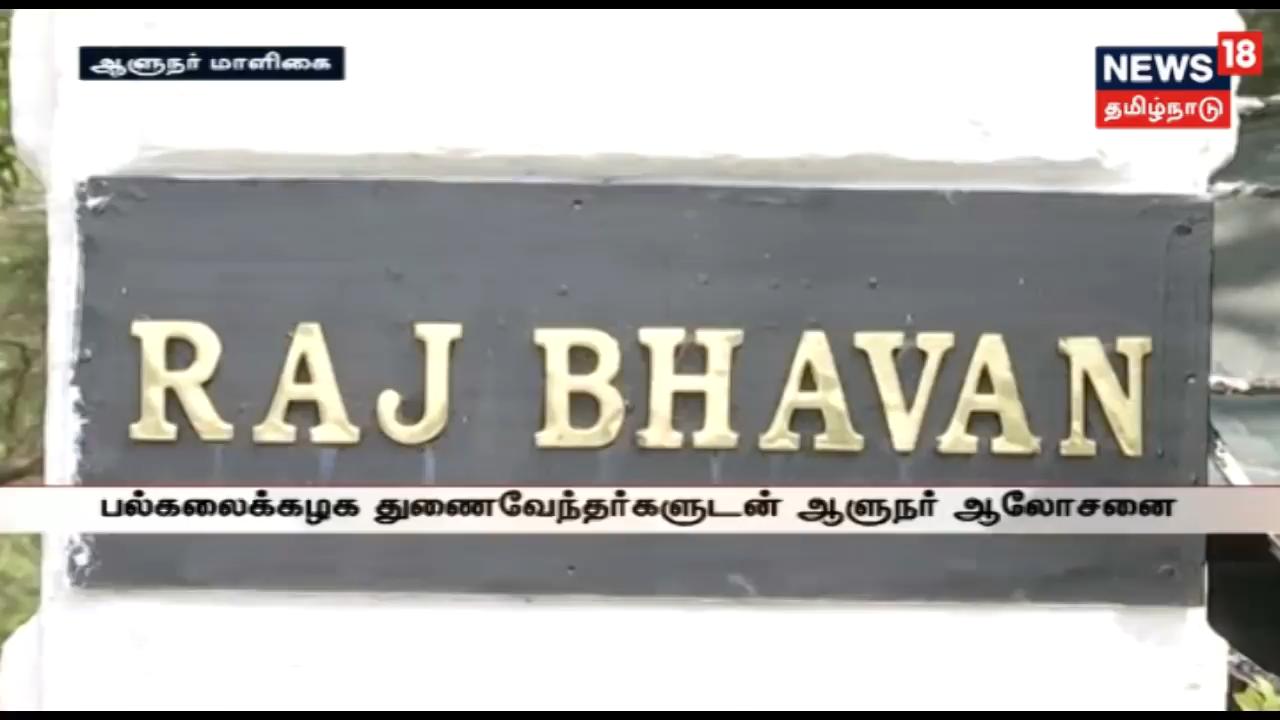 ஆளுநர் மாளிகை
NEWS 18
தமிழ்நாடு
RAJ BHAVAN
பல்கலைக்கழக துணைவேந்தர்களுடன் ஆளுநர் ஆலோசனை